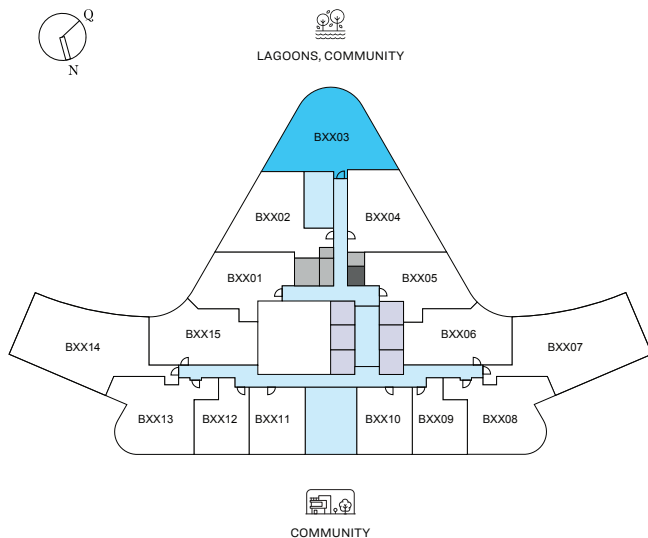 Q
N
LAGOONS, COMMUNITY
BXX03
BXX02
BXX04
BXX01
BXX05
BXX15
BXX06
BXX14
BXX07
BXX13
BXX12
BXX11
BXX10
BXX09
BXX08
COMMUNITY